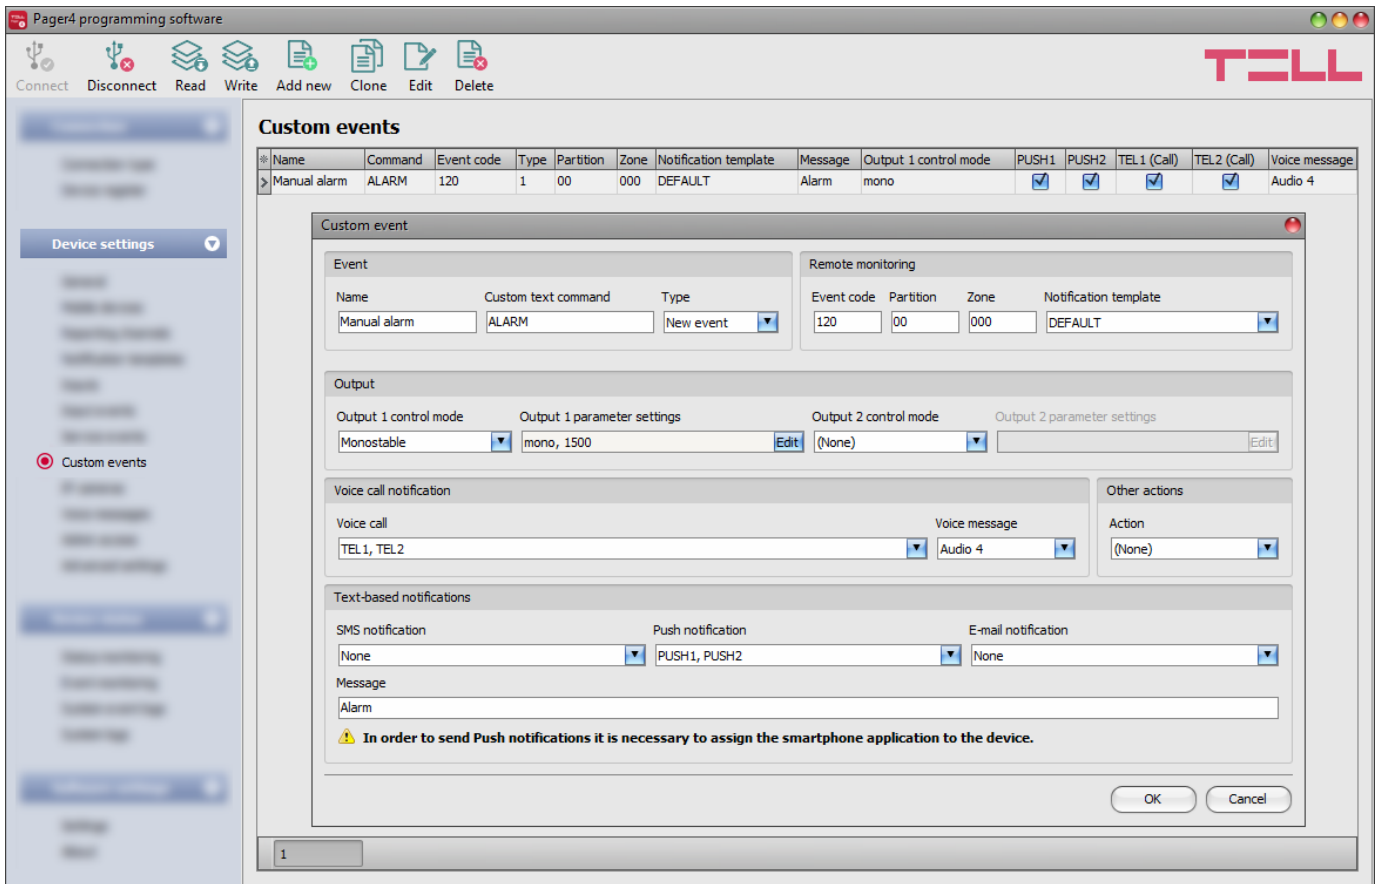 Pager4 programming software
Connect Disconnect Read Write Add new Clone Edit Delete
TELL
Custom events
Name Command Event code Type Partition Zone Notification template Message Output 1 control mode PUSH1 PUSH2 TEL1 (Call) TEL2 (Call) Voice message
Manual alarm ALARM 120 1 00 000 DEFAULT Alarm mono Audio 4
Device settings
Custom events
Custom event
Event
Name Custom text command Type
Manual alarm ALARM New event
Remote monitoring
Event code Partition Zone Notification template
120 00 000 DEFAULT
Output
Output 1 control mode Output 1 parameter settings Output 2 control mode Output 2 parameter settings
Monostable mono, 1500 Edit (None) Edit
Voice call notification
Voice call Voice message
TEL1, TEL2 Audio 4
Other actions
Action
(None)
Text-based notifications
SMS notification Push notification E-mail notification
None PUSH1, PUSH2 None
Message
Alarm
In order to send Push notifications it is necessary to assign the smartphone application to the device.
OK Cancel
1